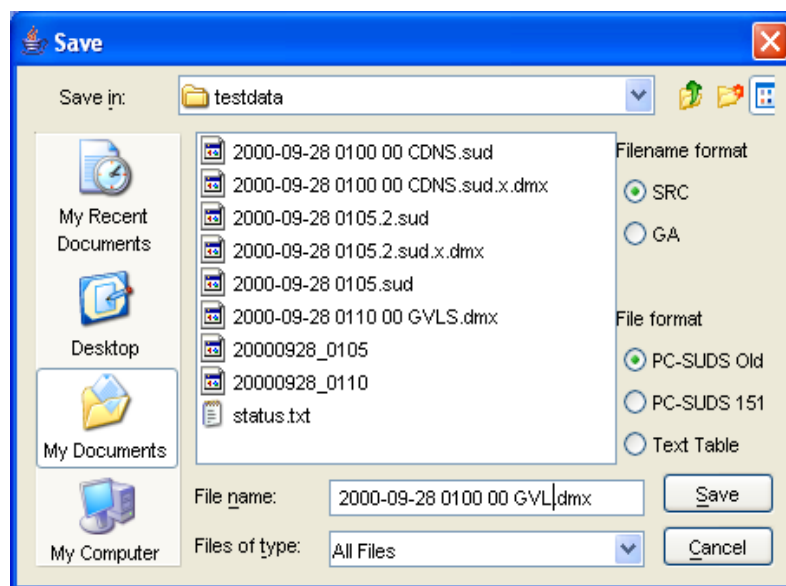 Save
Save in:
testdata
My Recent
Documents
Desktop
My Documents
My Computer
2000-09-28 0100 00 CDNS.sud
2000-09-28 0100 00 CDNS.sud.x.dmx
2000-09-28 0105.2.sud
2000-09-28 0105.2.sud.x.dmx
2000-09-28 0105.sud
2000-09-28 0110 00 GVLS.dmx
20000928_0105
20000928_0110
status.txt
Filename format
SRC
GA
File format
PC-SUDS Old
PC-SUDS 151
Text Table
File name:
2000-09-28 0100 00 GVL.dmx
Save
Files of type:
All Files
Cancel